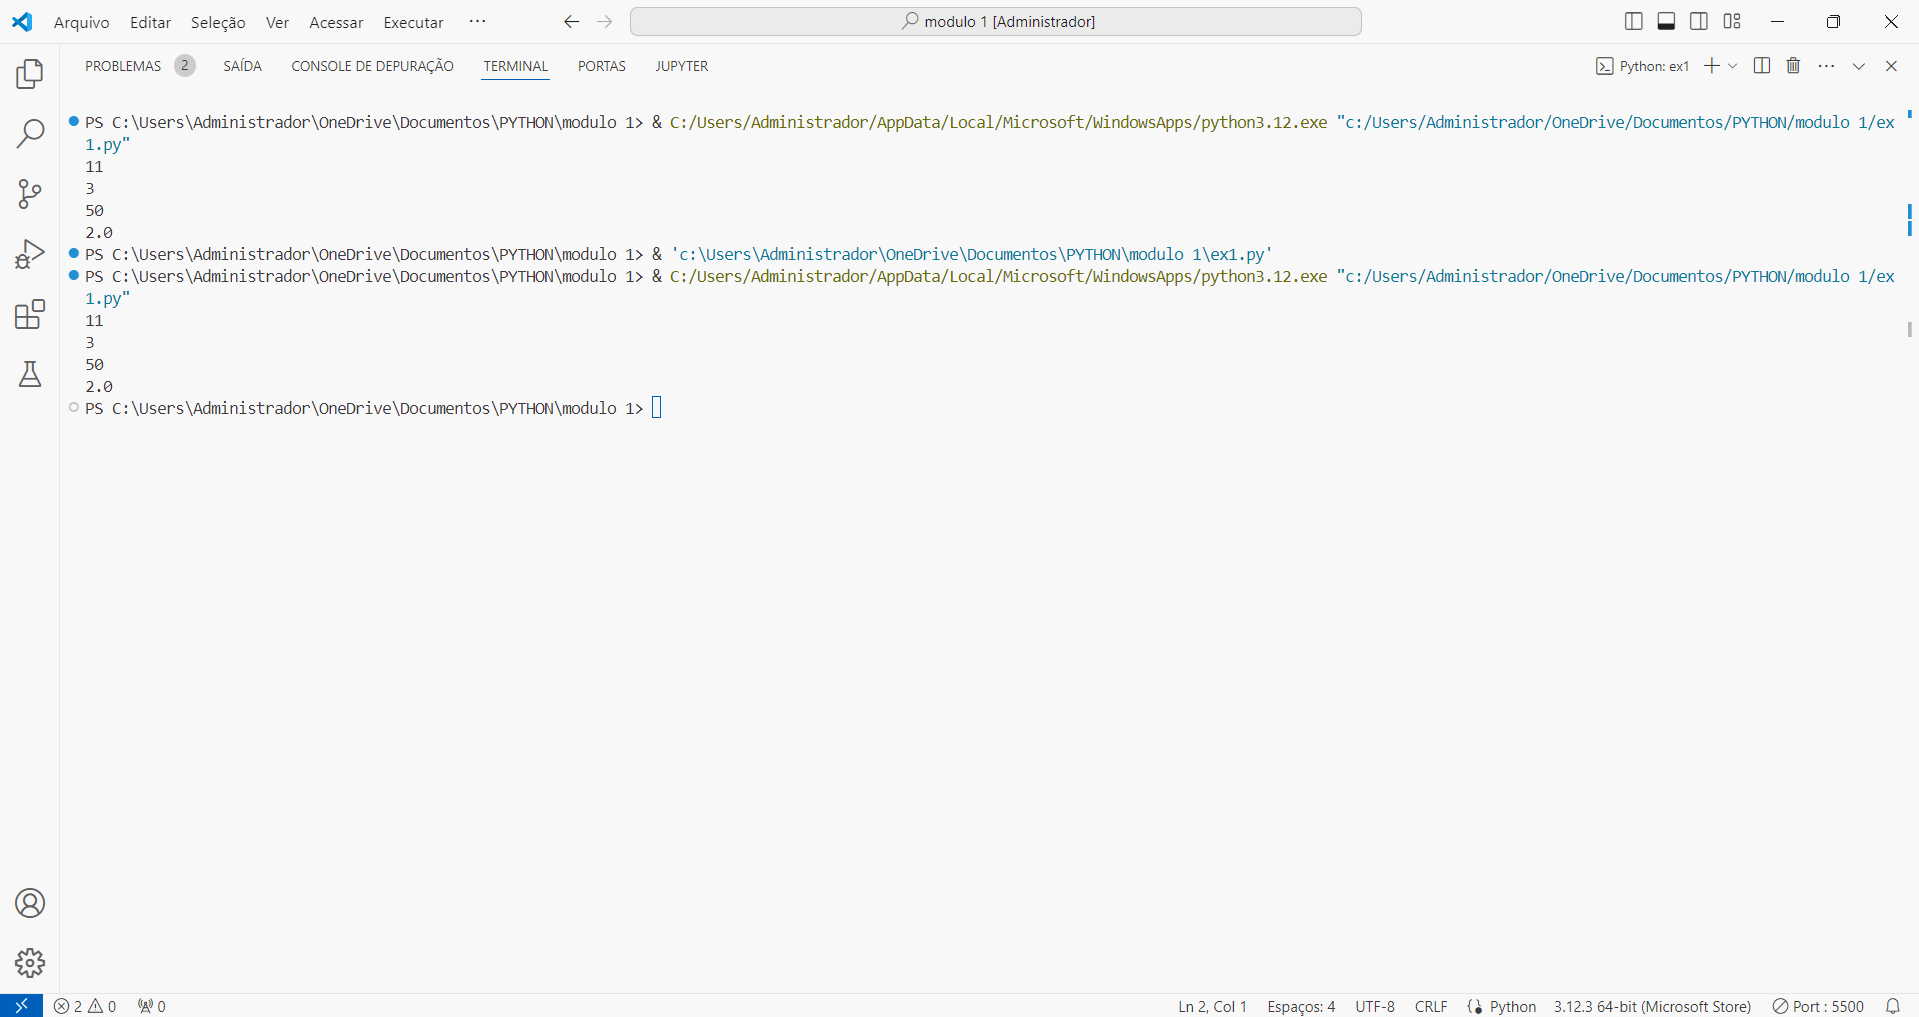 Arquivo Editar Seleção Ver Acessar Executar ··· modulo 1 [Administrador]
PROBLEMAS 2 SAÍDA CONSOLE DE DEPURAÇÃO TERMINAL PORTAS JUPYTER Python: ex1
PS C:\Users\Administrador\OneDrive\Documentos\PYTHON\modulo 1> & C:/Users/Administrador/AppData/Local/Microsoft/WindowsApps/python3.12.exe "c:/Users/Administrador/OneDrive/Documentos/PYTHON/modulo 1/ex
1.py"
11
3
50
2.0
PS C:\Users\Administrador\OneDrive\Documentos\PYTHON\modulo 1> & 'c:\Users\Administrador\OneDrive\Documentos\PYTHON\modulo 1\ex1.py'
PS C:\Users\Administrador\OneDrive\Documentos\PYTHON\modulo 1> & C:/Users/Administrador/AppData/Local/Microsoft/WindowsApps/python3.12.exe "c:/Users/Administrador/OneDrive/Documentos/PYTHON/modulo 1/ex
1.py"
11
3
50
2.0
PS C:\Users\Administrador\OneDrive\Documentos\PYTHON\modulo 1>
2 0 0 Ln 2, Col 1 Espaços: 4 UTF-8 CRLF Python 3.12.3 64-bit (Microsoft Store) Port : 5500